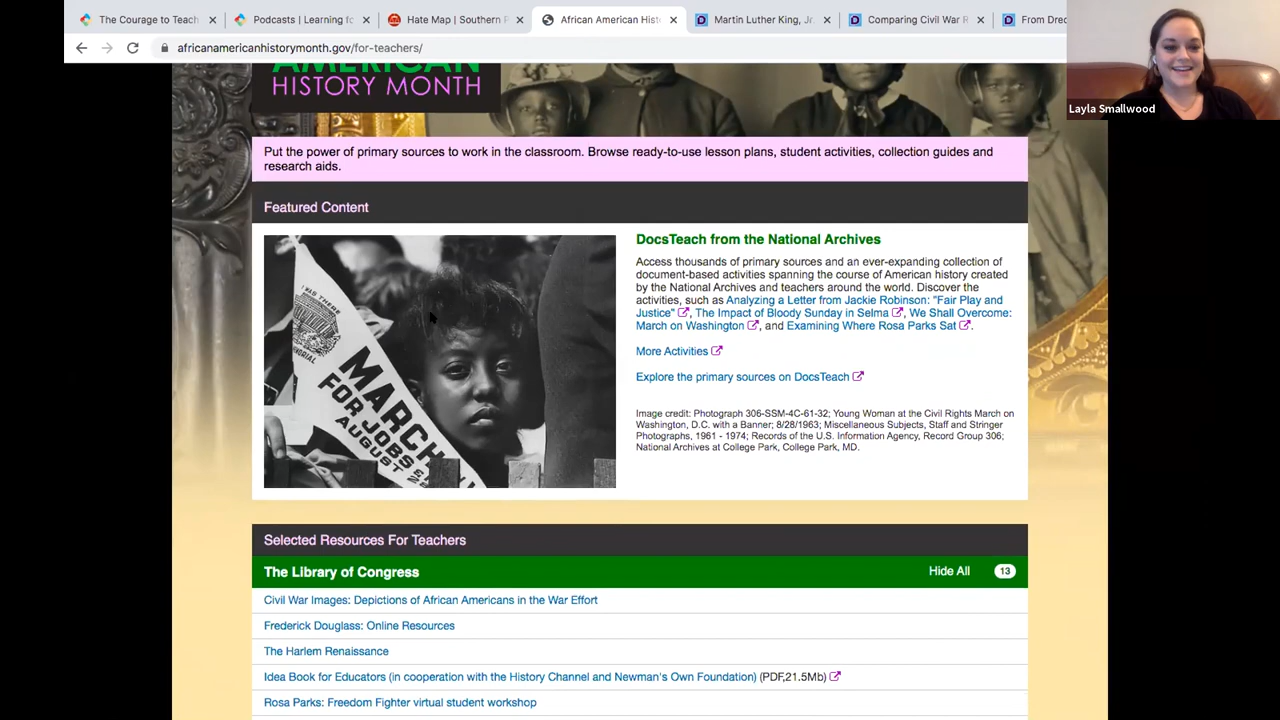 The Courage to Teach
Podcasts | Learning fo
Hate Map | Southern P
African American Hist
Martin Luther King, Jc
Comparing Civil War R
From Dred
africanamericanhistorymonth.gov/for-teachers/
Layla Smallwood
AMERICAN
HISTORY MONTH
Put the power of primary sources to work in the classroom. Browse ready-to-use lesson plans, student activities, collection guides and
research aids.
Featured Content
I WAS THERE
MEMORIAL
MARCH
FOR JOBS &
AUGUST
DocsTeach from the National Archives
Access thousands of primary sources and an ever-expanding collection of
document-based activities spanning the course of American history created
by the National Archives and teachers around the world. Discover the
activities, such as Analyzing a Letter from Jackie Robinson: "Fair Play and
Justice" , The Impact of Bloody Sunday in Selma , We Shall Overcome:
March on Washington , and Examining Where Rosa Parks Sat .
More Activities
Explore the primary sources on DocsTeach
Image credit: Photograph 306-SSM-4C-61-32; Young Woman at the Civil Rights March on
Washington, D.C. with a Banner; 8/28/1963; Miscellaneous Subjects, Staff and Stringer
Photographs, 1961 - 1974; Records of the U.S. Information Agency, Record Group 306;
National Archives at College Park, College Park, MD.
Selected Resources For Teachers
The Library of Congress
Hide All
13
Civil War Images: Depictions of African Americans in the War Effort
Frederick Douglass: Online Resources
The Harlem Renaissance
Idea Book for Educators (in cooperation with the History Channel and Newman's Own Foundation) (PDF,21.5Mb)
Rosa Parks: Freedom Fighter virtual student workshop